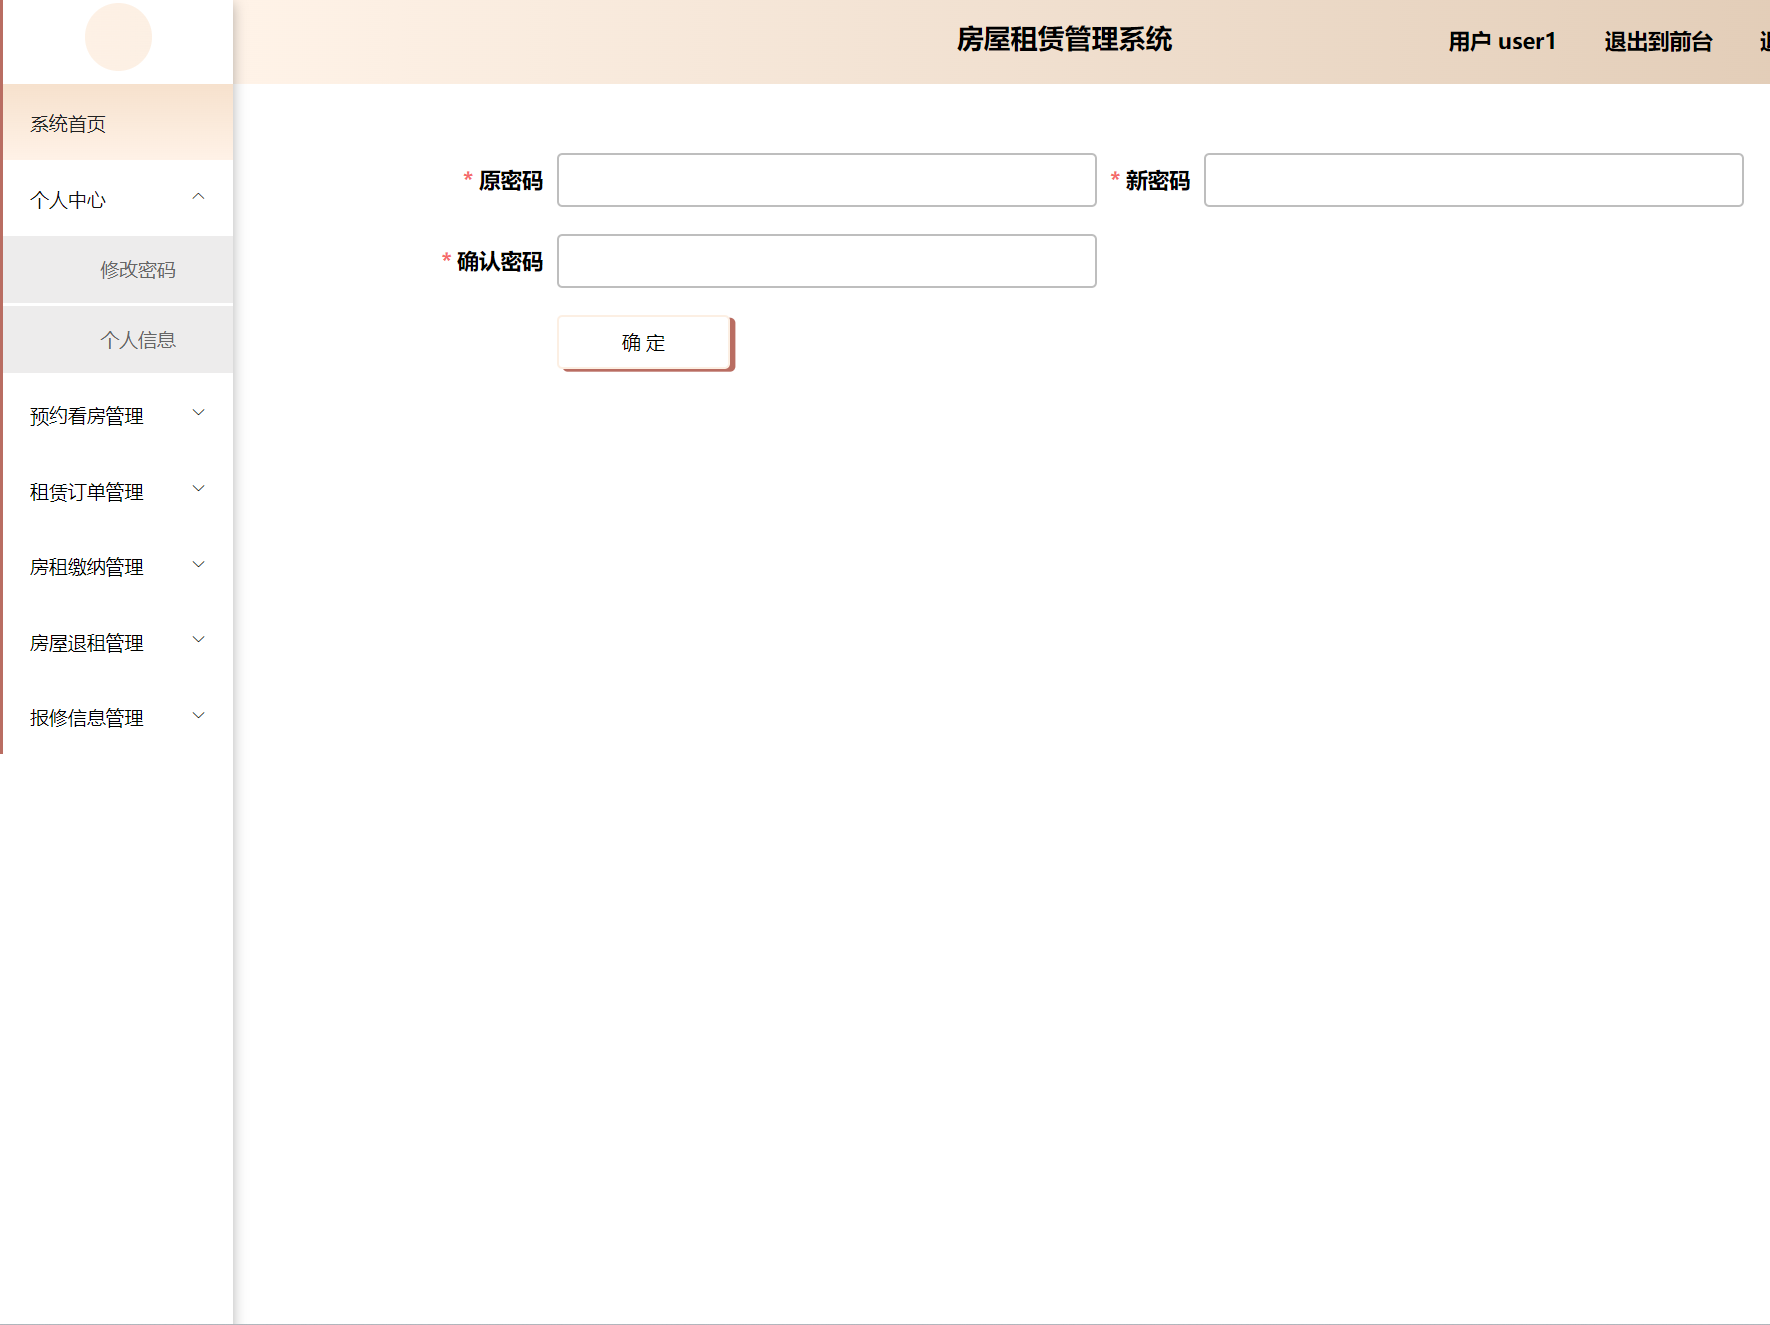 房屋租赁管理系统
用户 user1
退出到前台
系统首页
个人中心
修改密码
个人信息
预约看房管理
租赁订单管理
房租缴纳管理
房屋退租管理
报修信息管理
* 原密码
* 新密码
* 确认密码
确 定